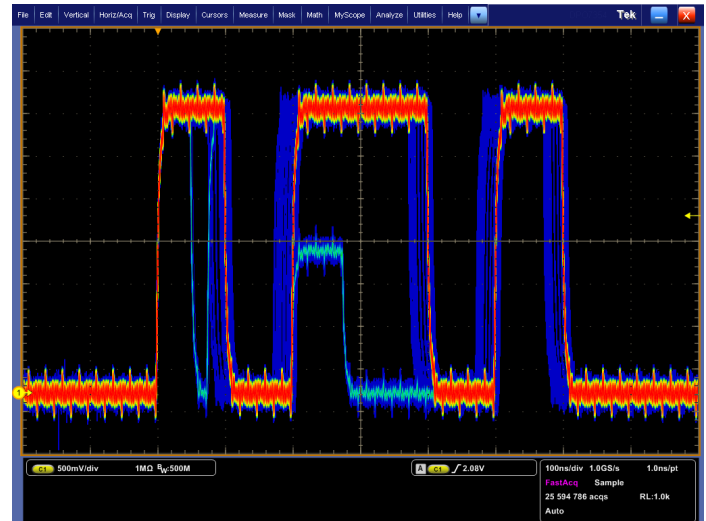 File Edit Vertical Horiz/Acq Trig Display Cursors Measure Mask Math MyScope Analyze Utilities Help Tek X
1
C1 500mV/div 1MΩ BW:500M
A C1 2.08V
100ns/div 1.0GS/s 1.0ns/pt
FastAcq Sample
25 594 786 acqs RL:1.0k
Auto